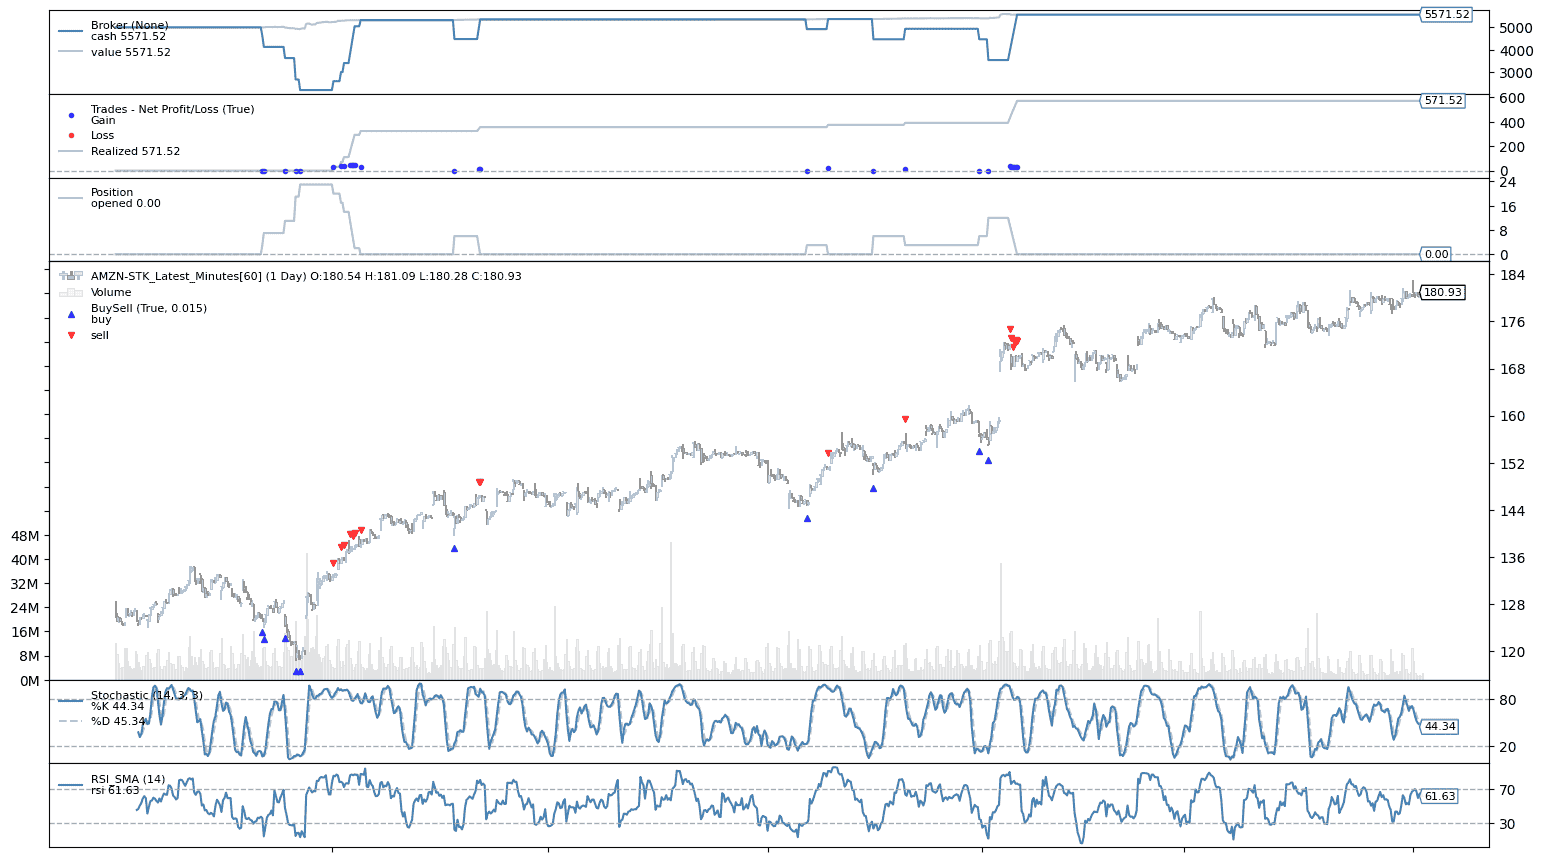 Broker (None)
cash 5571.52
value 5571.52
5571.52
5000
4000
3000
Trades - Net Profit/Loss (True)
Gain
Loss
Realized 571.52
600
571.52
400
200
0
Position
opened 0.00
24
16
8
0
0.00
AMZN-STK_Latest_Minutes[60] (1 Day) O:180.54 H:181.09 L:180.28 C:180.93
Volume
BuySell (True, 0.015)
buy
sell
184
180.93
176
168
160
152
144
136
128
120
48M
40M
32M
24M
16M
8M
0M
Stochastic (14, 3, 3)
%K 44.34
%D 45.34
80
44.34
20
RSI_SMA (14)
rsi 61.63
70
61.63
30